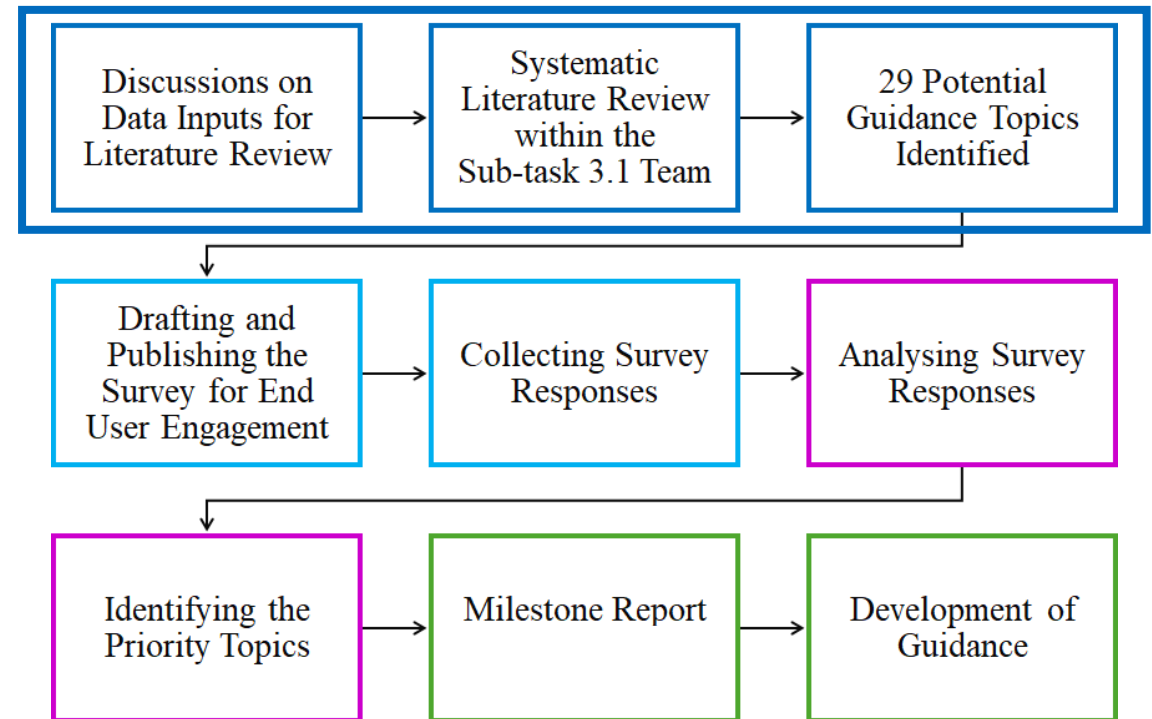 Discussions on
Data Inputs for
Literature Review
Systematic
Literature Review
within the
Sub-task 3.1 Team
29 Potential
Guidance Topics
Identified
Drafting and
Publishing the
Survey for End
User Engagement
Collecting Survey
Responses
Analysing Survey
Responses
Identifying the
Priority Topics
Milestone Report
Development of
Guidance